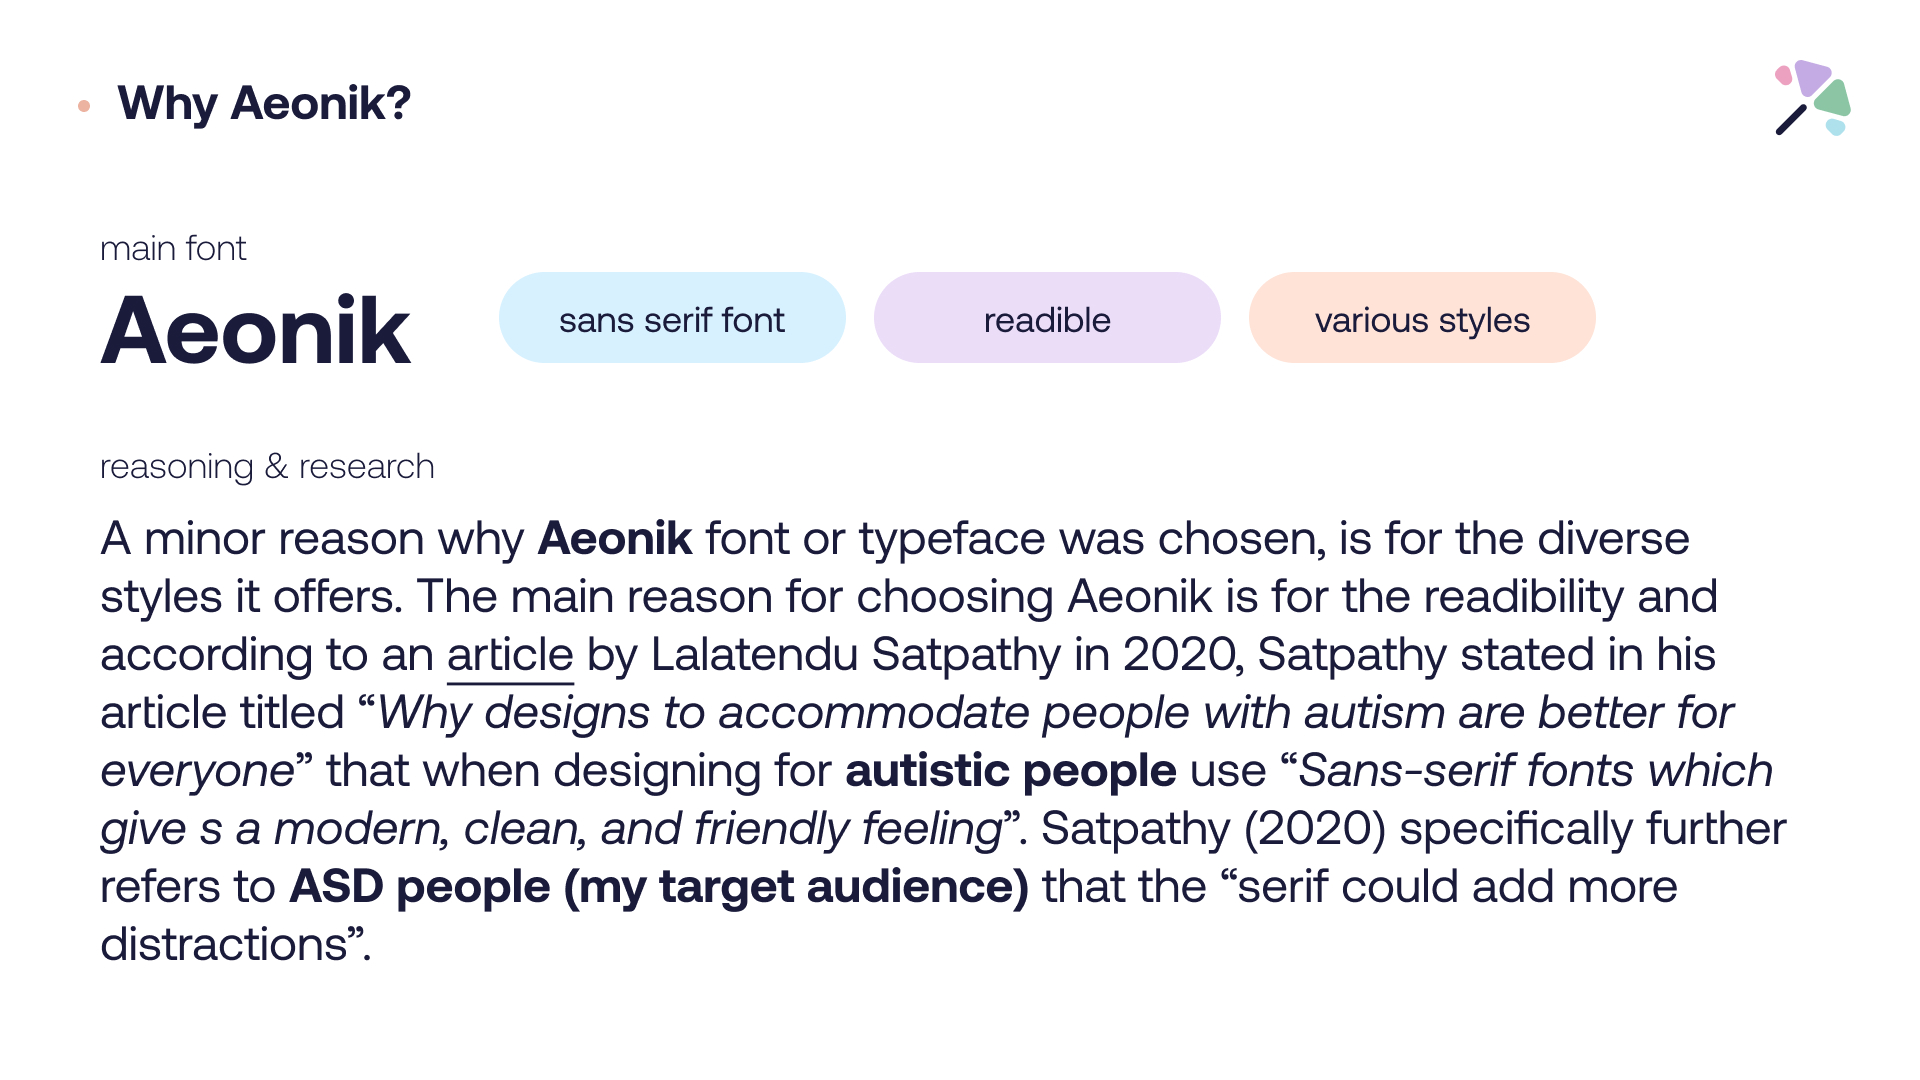 Why Aeonik?
main font
Aeonik
sans serif font
readible
various styles
reasoning & research
A minor reason why Aeonik font or typeface was chosen, is for the diverse
styles it offers. The main reason for choosing Aeonik is for the readibility and
according to an article by Lalatendu Satpathy in 2020, Satpathy stated in his
article titled “Why designs to accommodate people with autism are better for
everyone” that when designing for autistic people use “Sans-serif fonts which
give s a modern, clean, and friendly feeling”. Satpathy (2020) specifically further
refers to ASD people (my target audience) that the “serif could add more
distractions”.